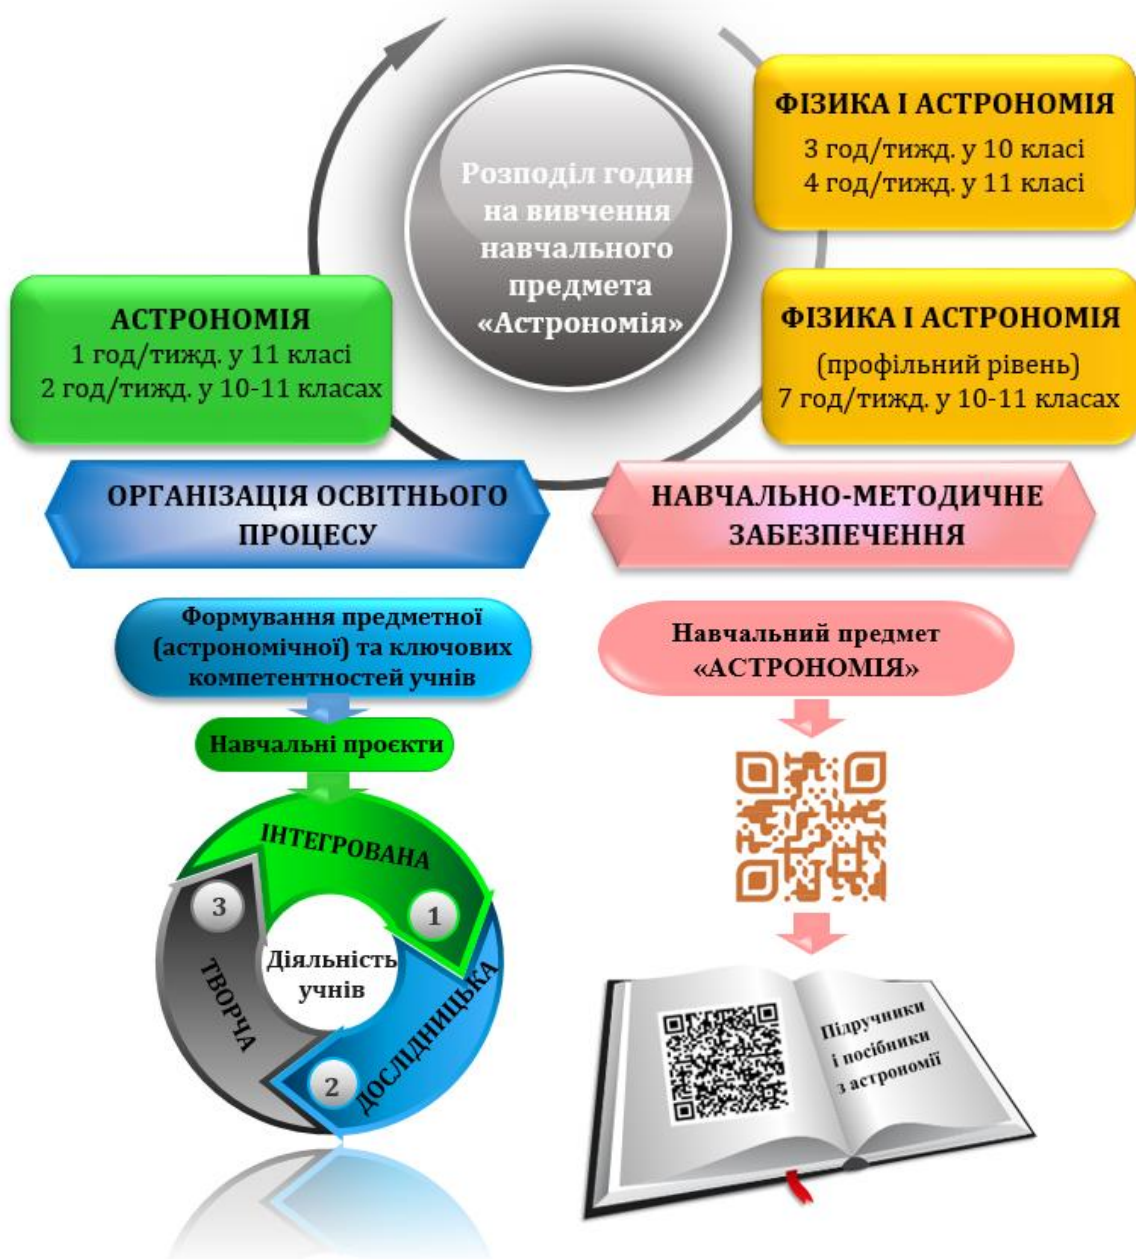 Розподіл годин
на вивчення
навчального
предмета
«Астрономія»
ФІЗИКА І АСТРОНОМІЯ
3 год/тижд. у 10 класі
4 год/тижд. у 11 класі
АСТРОНОМІЯ
1 год/тижд. у 11 класі
2 год/тижд. у 10-11 класах
ФІЗИКА І АСТРОНОМІЯ
(профільний рівень)
7 год/тижд. у 10-11 класах
ОРГАНІЗАЦІЯ ОСВІТНЬОГО
ПРОЦЕСУ
НАВЧАЛЬНО-МЕТОДИЧНЕ
ЗАБЕЗПЕЧЕННЯ
Формування предметної
(астрономічної) та ключових
компетентностей учнів
Навчальні проєкти
ІНТЕГРОВАНА
1
ДОСЛІДНИЦЬКА
2
ТВОРЧА
3
Діяльність
учнів
Навчальний предмет
«АСТРОНОМІЯ»
Підручники
і посібники
з астрономії